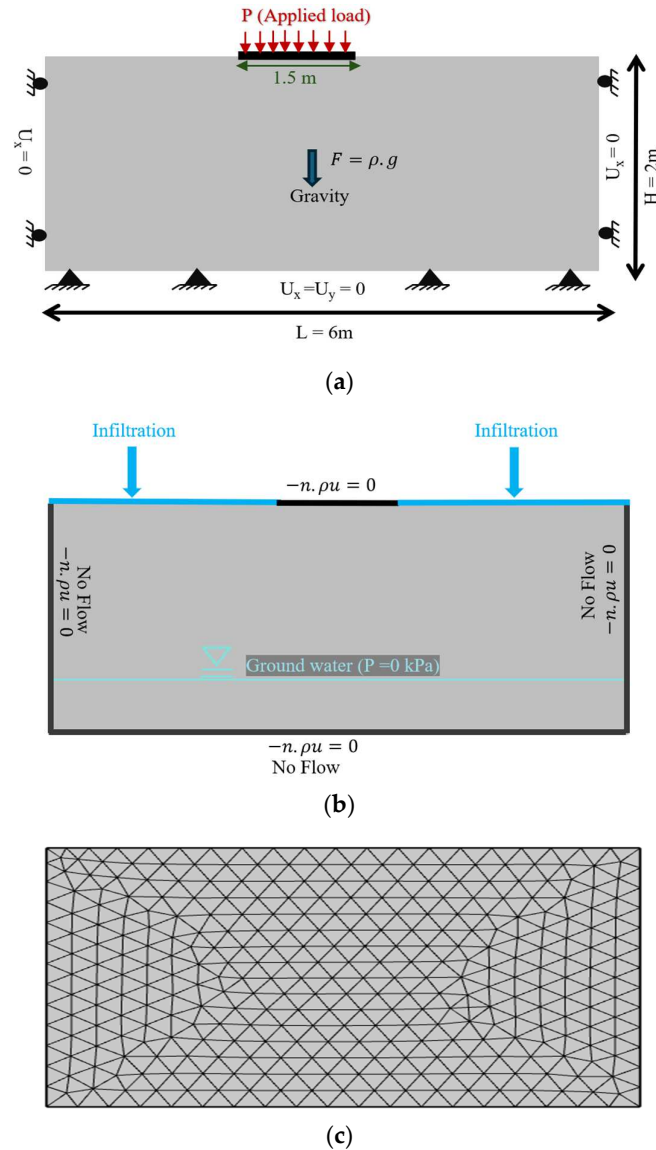 P (Applied load)
1.5 m
Uₓ = 0
F = ρ.g
Gravity
Uₓ = 0
H = 2m
Uₓ =Uᵧ = 0
L = 6m
(a)
Infiltration
Infiltration
−n.ρu = 0
No Flow
−n.ρu = 0
No Flow
−n.ρu = 0
Ground water (P =0 kPa)
−n.ρu = 0
No Flow
(b)
(c)